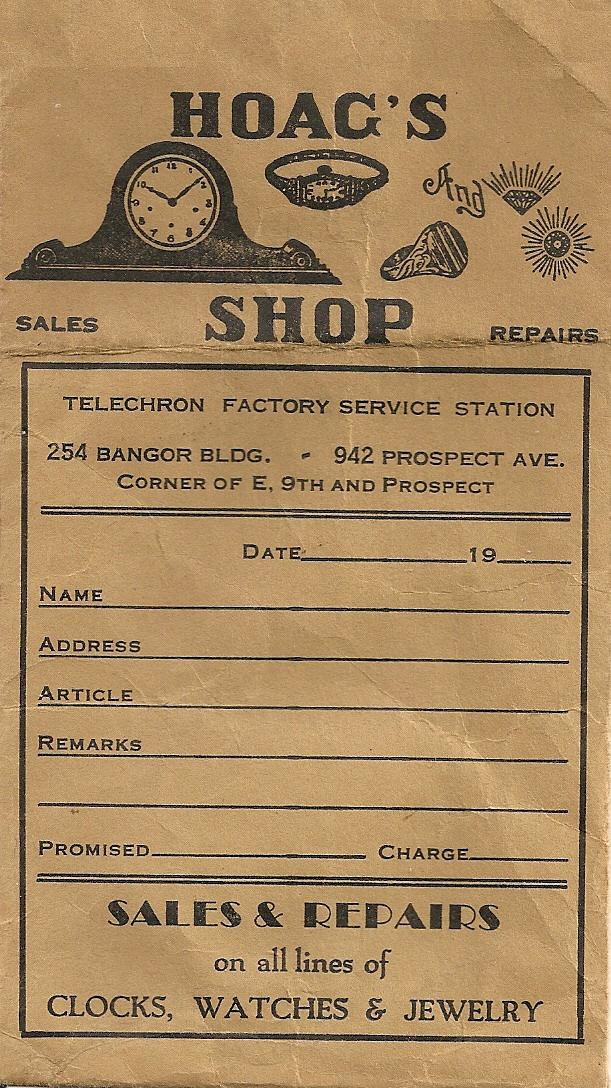 HOAG'S
And
SHOP
SALES
REPAIRS
TELECHRON FACTORY SERVICE STATION
254 BANGOR BLDG. - 942 PROSPECT AVE.
CORNER OF E, 9TH AND PROSPECT
DATE 19
NAME
ADDRESS
ARTICLE
REMARKS
PROMISED CHARGE
SALES & REPAIRS
on all lines of
CLOCKS, WATCHES & JEWELRY